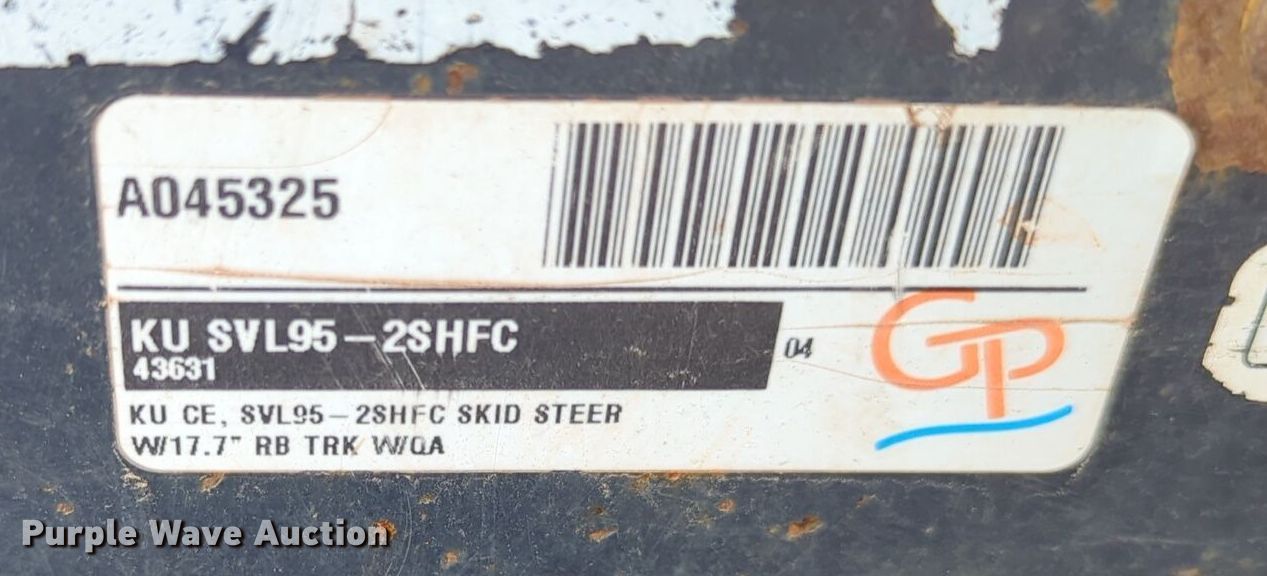 A045325
KU SVL95-2SHFC
43631
04
GP
KU CE, SVL95-2SHFC SKID STEER
W/17.7" RB TRK W/QA
Purple Wave Auction